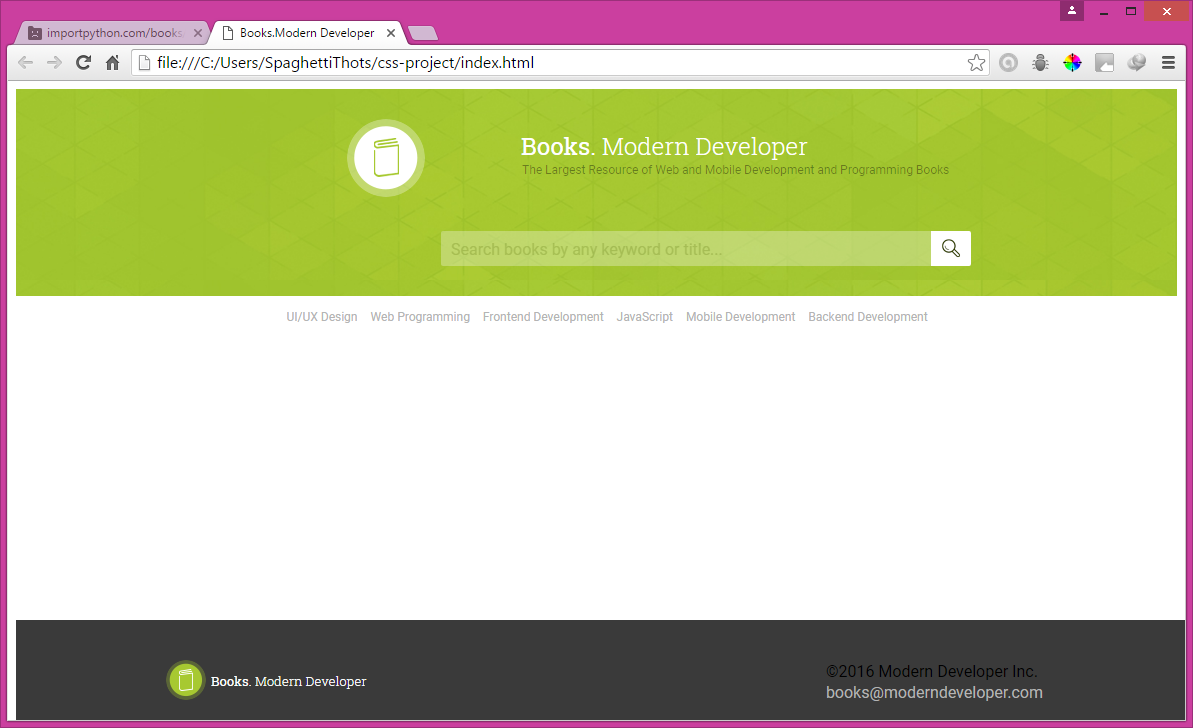 importpython.com/books
Books.Modern Developer
file:///C:/Users/SpaghettiThots/css-project/index.html
Books. Modern Developer
The Largest Resource of Web and Mobile Development and Programming Books
Search books by any keyword or title...
UI/UX Design Web Programming Frontend Development JavaScript Mobile Development Backend Development
Books. Modern Developer
©2016 Modern Developer Inc.
books@moderndeveloper.com